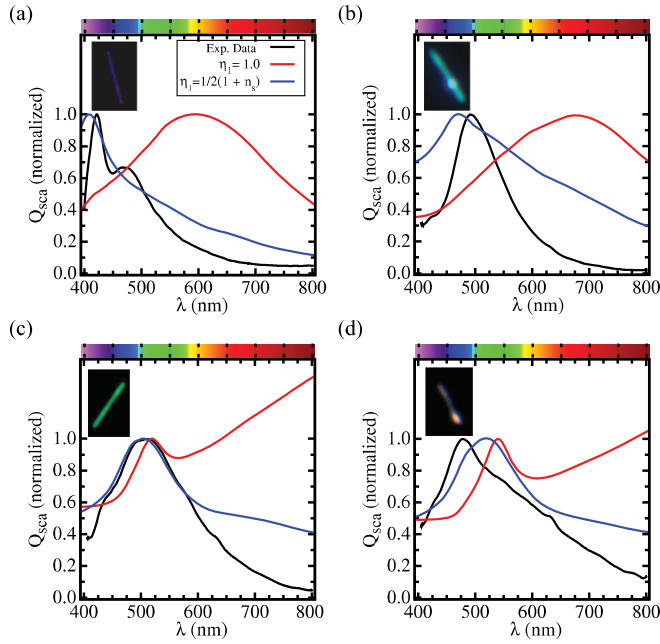 (a)
Exp. Data
η₁= 1.0
η₁=1/2(1 + nₛ)
1.0
0.8
0.6
0.4
0.2
0.0
Q_sca (normalized)
400 500 600 700 800
λ (nm)
(b)
1.0
0.8
0.6
0.4
0.2
0.0
Q_sca (normalized)
400 500 600 700 800
λ (nm)
(c)
1.0
0.8
0.6
0.4
0.2
0.0
Q_sca (normalized)
400 500 600 700 800
λ (nm)
(d)
1.0
0.8
0.6
0.4
0.2
0.0
Q_sca (normalized)
400 500 600 700 800
λ (nm)